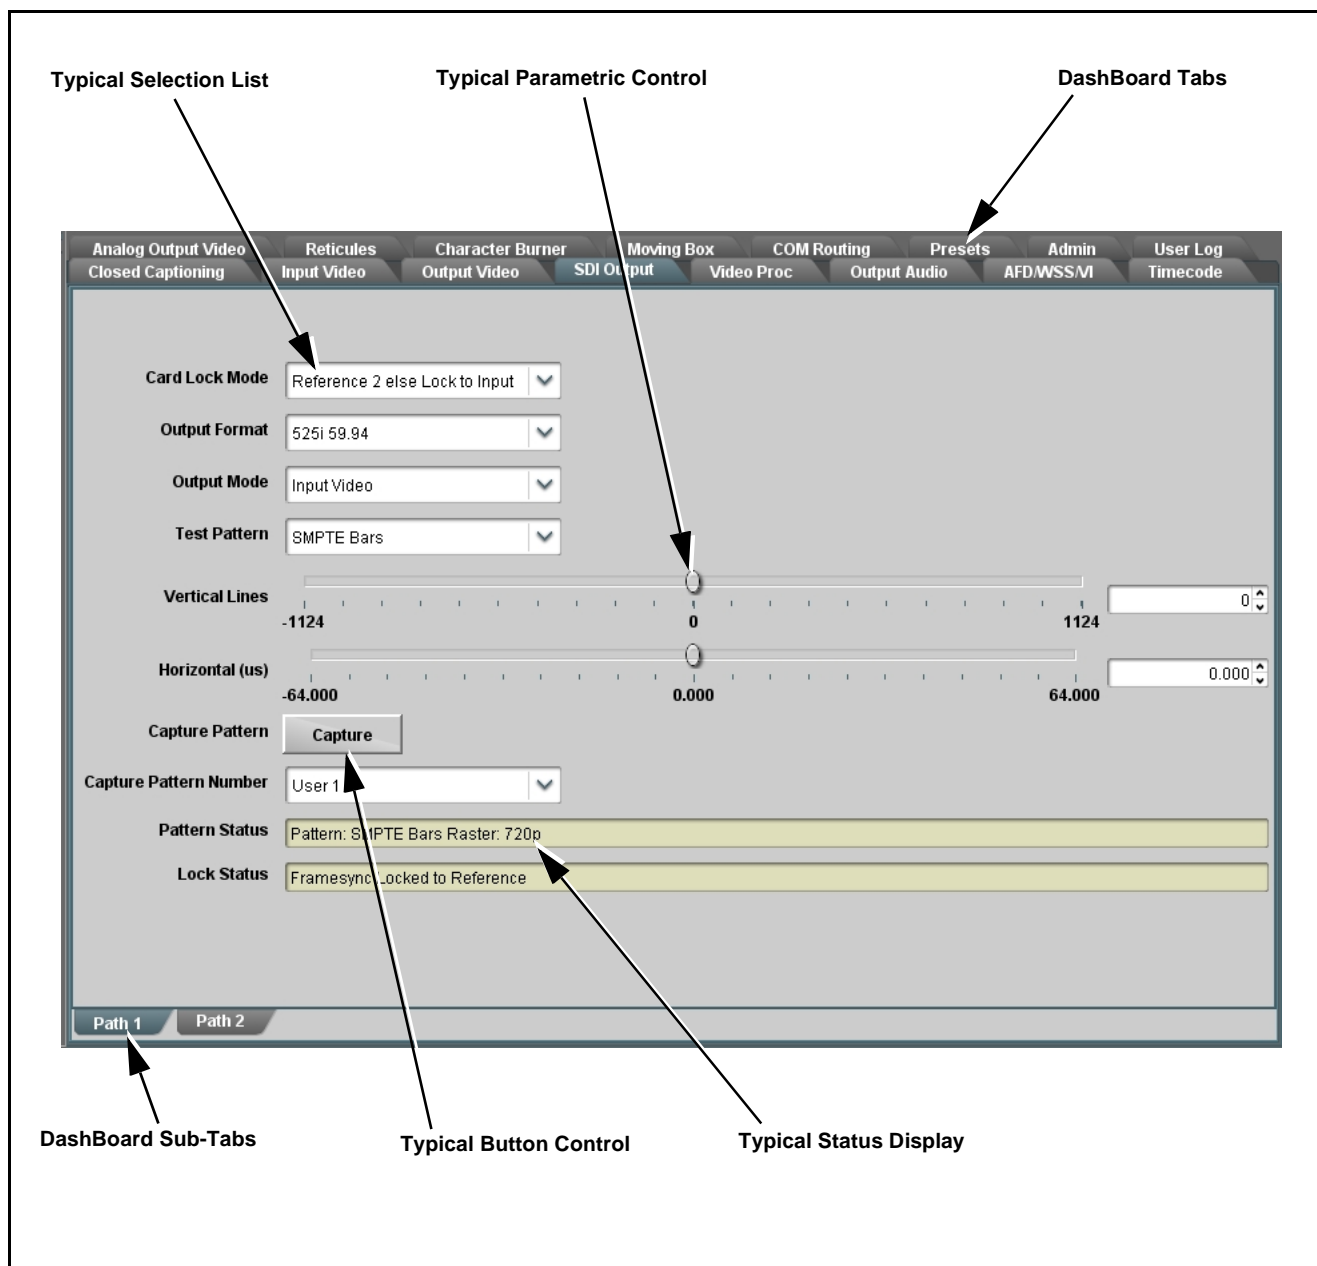 Typical Selection List
Typical Parametric Control
DashBoard Tabs
Analog Output Video Reticules Character Burner Moving Box COM Routing Presets Admin User Log
Closed Captioning Input Video Output Video SDI Output Video Proc Output Audio AFD/WSS/VI Timecode
Card Lock Mode Reference 2 else Lock to Input
Output Format 525i 59.94
Output Mode Input Video
Test Pattern SMPTE Bars
Vertical Lines 0
-1124 0 1124
Horizontal (us) 0.000
-64.000 0.000 64.000
Capture Pattern Capture
Capture Pattern Number User 1
Pattern Status Pattern: SMPTE Bars Raster: 720p
Lock Status Framesync Locked to Reference
Path 1 Path 2
DashBoard Sub-Tabs
Typical Button Control
Typical Status Display